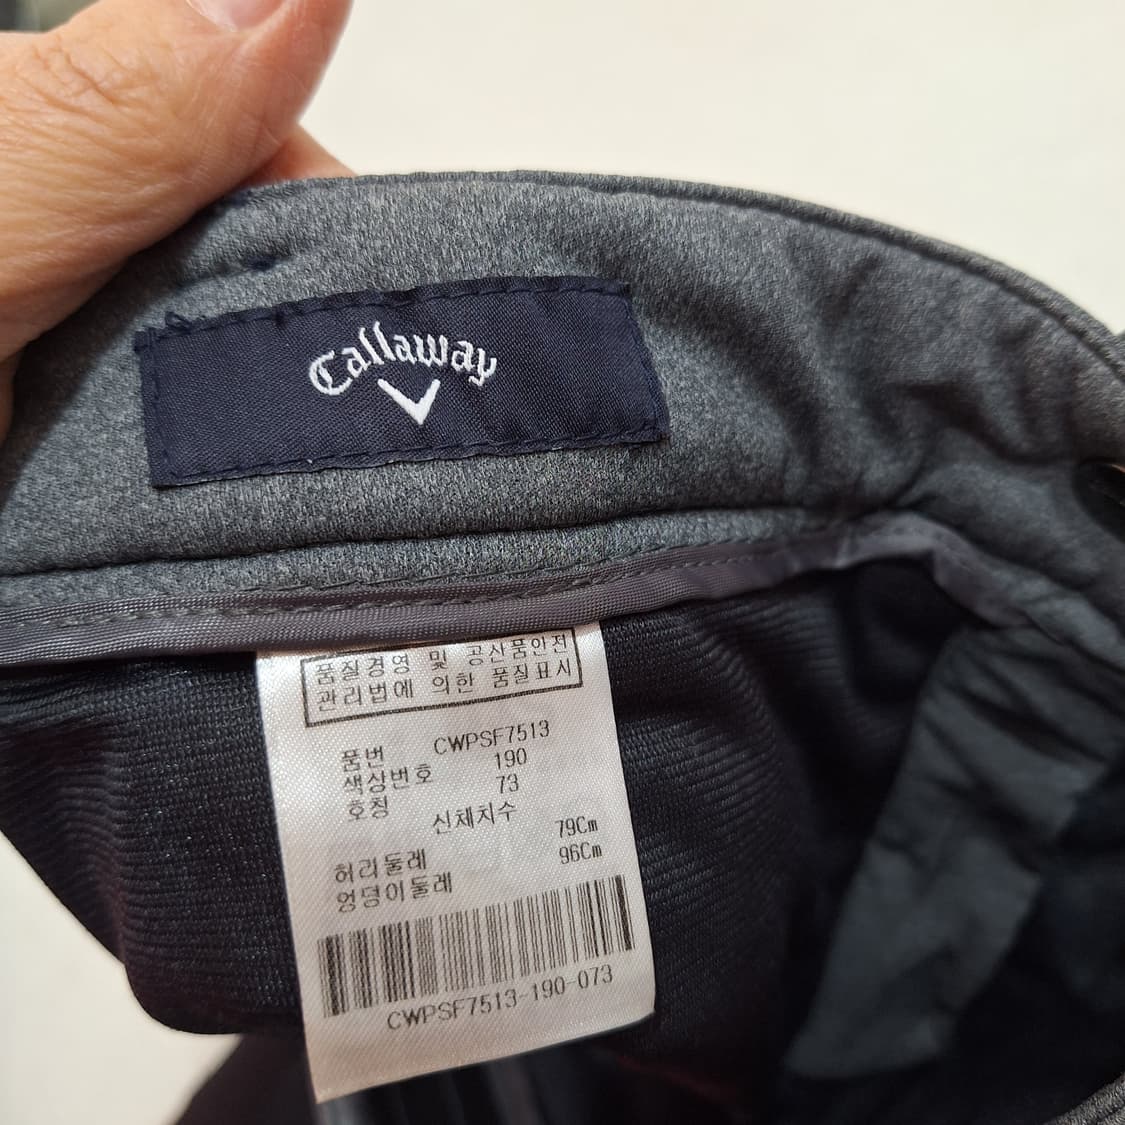 Callaway
품질경영 및 공산품안전
관리법에 의한 품질표시
품번 CWPSF7513
색상번호 190
호칭 73
신체치수
허리둘레 79Cm
엉덩이둘레 96Cm
CWPSF7513-190-073